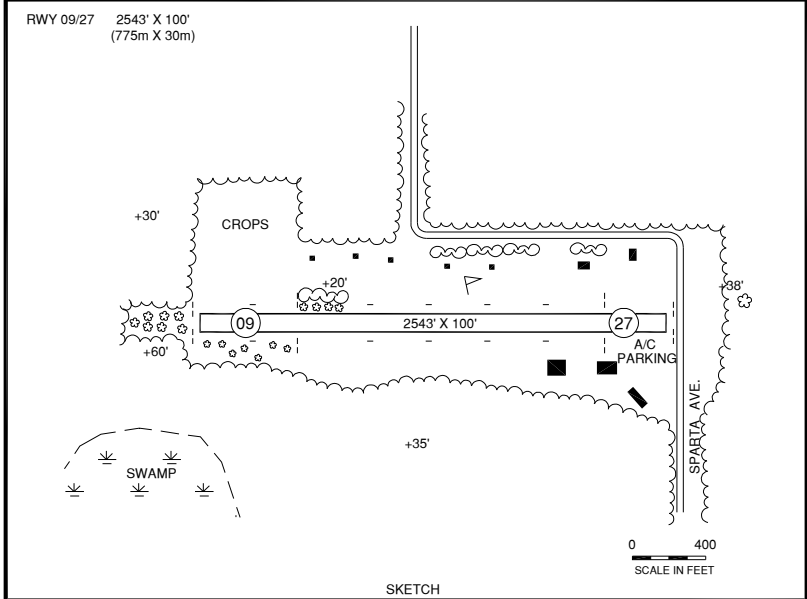 RWY 09/27 2543' X 100'
(775m X 30m)
+30'
CROPS
+20'
+38'
09
2543' X 100'
27
+60'
A/C
PARKING
SPARTA AVE.
+35'
SWAMP
0 400
SCALE IN FEET
SKETCH